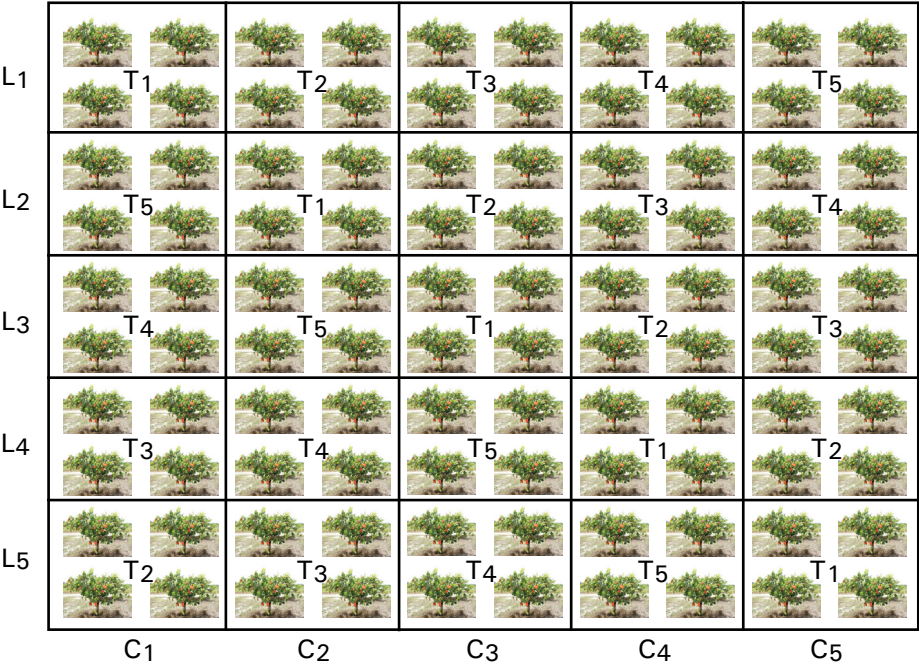 L1 T1 T2 T3 T4 T5
L2 T5 T1 T2 T3 T4
L3 T4 T5 T1 T2 T3
L4 T3 T4 T5 T1 T2
L5 T2 T3 T4 T5 T1
C1 C2 C3 C4 C5